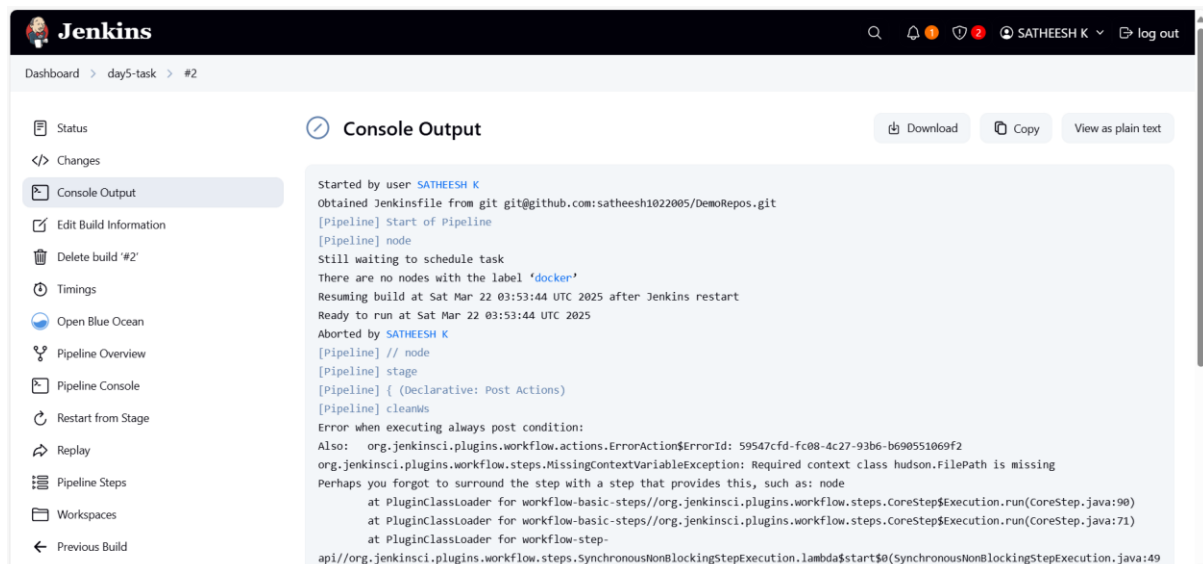 Jenkins
1
2
SATHEESH K
log out
Dashboard > day5-task > #2
Status
Changes
Console Output
Edit Build Information
Delete build '#2'
Timings
Open Blue Ocean
Pipeline Overview
Pipeline Console
Restart from Stage
Replay
Pipeline Steps
Workspaces
Previous Build
Console Output
Download
Copy
View as plain text
Started by user SATHEESH K
Obtained Jenkinsfile from git git@github.com:satheesh1022005/DemoRepos.git
[Pipeline] Start of Pipeline
[Pipeline] node
Still waiting to schedule task
There are no nodes with the label ‘docker’
Resuming build at Sat Mar 22 03:53:44 UTC 2025 after Jenkins restart
Ready to run at Sat Mar 22 03:53:44 UTC 2025
Aborted by SATHEESH K
[Pipeline] // node
[Pipeline] stage
[Pipeline] { (Declarative: Post Actions)
[Pipeline] cleanWs
Error when executing always post condition:
Also:   org.jenkinsci.plugins.workflow.actions.ErrorAction$ErrorId: 59547cfd-fc08-4c27-93b6-b690551069f2
org.jenkinsci.plugins.workflow.steps.MissingContextVariableException: Required context class hudson.FilePath is missing
Perhaps you forgot to surround the step with a step that provides this, such as: node
at PluginClassLoader for workflow-basic-steps//org.jenkinsci.plugins.workflow.steps.CoreStep$Execution.run(CoreStep.java:90)
at PluginClassLoader for workflow-basic-steps//org.jenkinsci.plugins.workflow.steps.CoreStep$Execution.run(CoreStep.java:71)
at PluginClassLoader for workflow-step-
api//org.jenkinsci.plugins.workflow.steps.SynchronousNonBlockingStepExecution.lambda$start$0(SynchronousNonBlockingStepExecution.java:49